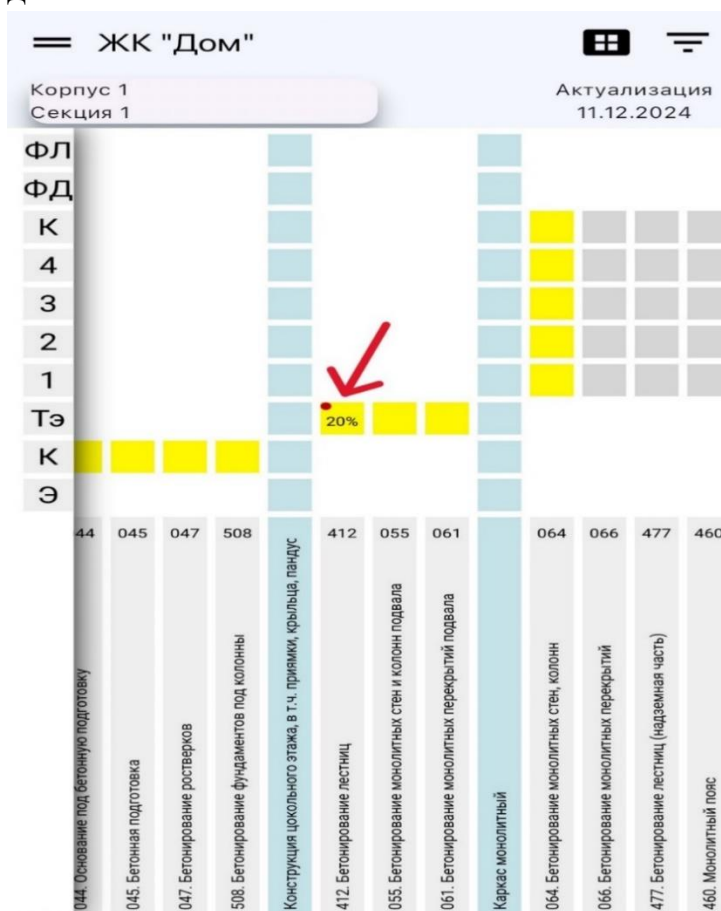 ЖК "Дом"
Корпус 1
Секция 1
Актуализация
11.12.2024
ФЛ
ФД
К
4
3
2
1
Тэ
20%
К
Э
44
045
047
508
412
055
061
064
066
477
460
044. Основание под бетонную подготовку
045. Бетонная подготовка
047. Бетонирование ростверков
508. Бетонирование фундаментов под колонны
Конструкция цокольного этажа, в т.ч. приямки, крыльца, пандус
412. Бетонирование лестниц
055. Бетонирование монолитных стен и колонн подвала
061. Бетонирование монолитных перекрытий подвала
Каркас монолитный
064. Бетонирование монолитных стен, колонн
066. Бетонирование монолитных перекрытий
477. Бетонирование лестниц (надземная часть)
460. Монолитный пояс